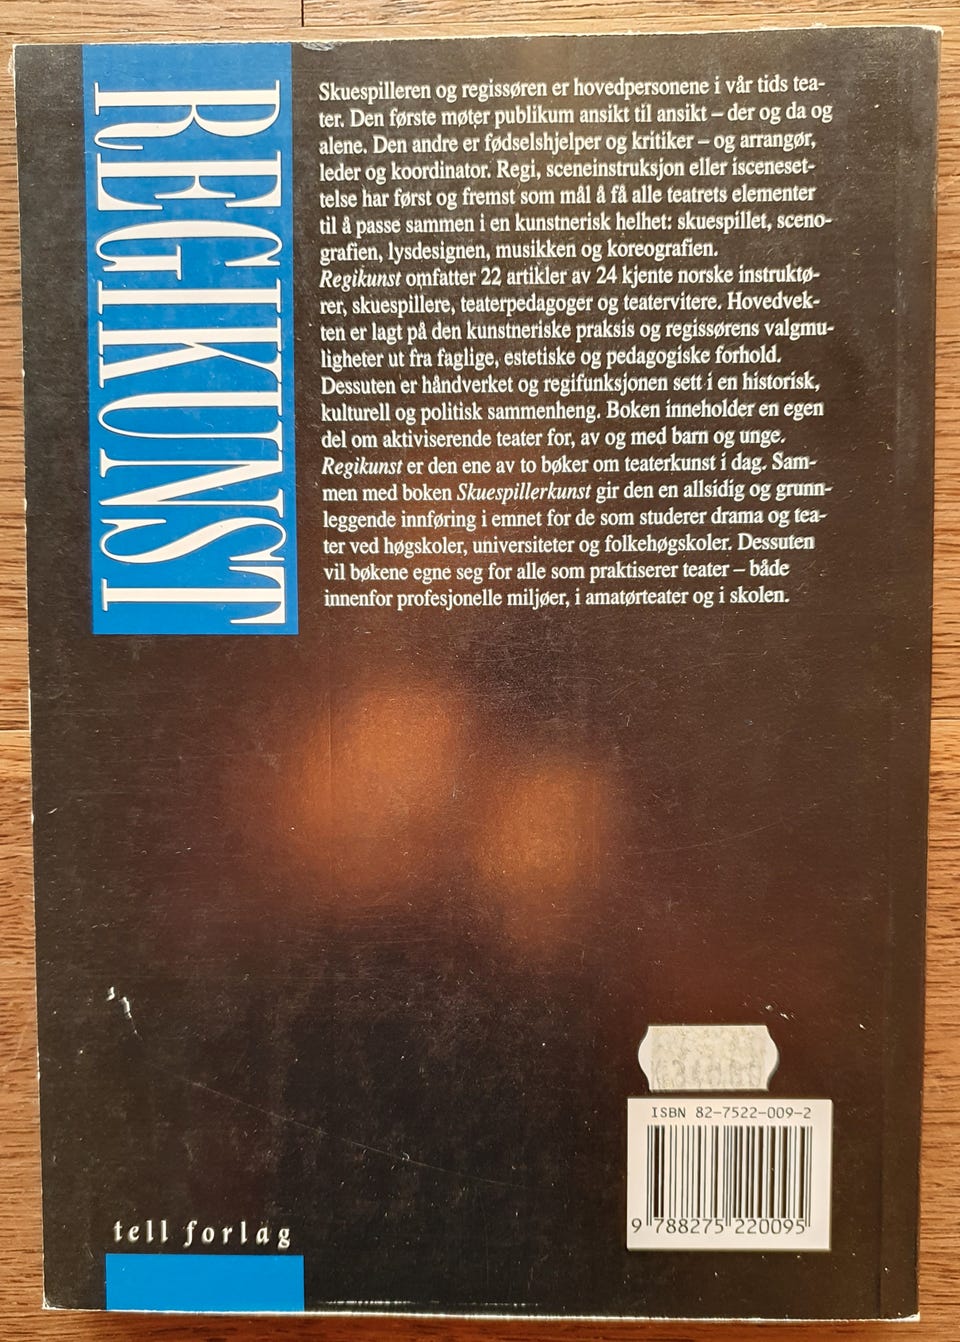 REGIKUNST
Skuespilleren og regissøren er hovedpersonene i vår tids tea-
ter. Den første møter publikum ansikt til ansikt – der og da og
alene. Den andre er fødselshjelper og kritiker – og arrangør,
leder og koordinator. Regi, sceneinstruksjon eller iscenesett-
telse har først og fremst som mål å få alle teatrets elementer
til å passe sammen i en kunstnerisk helhet: skuespillet, sceno-
grafien, lysdesignen, musikken og koreografien.
Regikunst omfatter 22 artikler av 24 kjente norske instruktø-
rer, skuespillere, teaterpedagoger og teatervitere. Hovedvek-
ten er lagt på den kunstneriske praksis og regissørens valgmu-
ligheter ut fra faglige, estetiske og pedagogiske forhold.
Dessuten er håndverket og regifunksjonen sett i en historisk,
kulturell og politisk sammenheng. Boken inneholder en egen
del om aktiviserende teater for, av og med barn og unge.
Regikunst er den ene av to bøker om teaterkunst i dag. Sam-
men med boken Skuespillerkunst gir den en allsidig og grunn-
leggende innføring i emnet for de som studerer drama og tea-
ter ved høgskoler, universiteter og folkehøgskoler. Dessuten
vil bøkene egne seg for alle som praktiserer teater – både
innenfor profesjonelle miljøer, i amatørteater og i skolen.
ISBN 82-7522-009-2
9 788275 220095
tell forlag